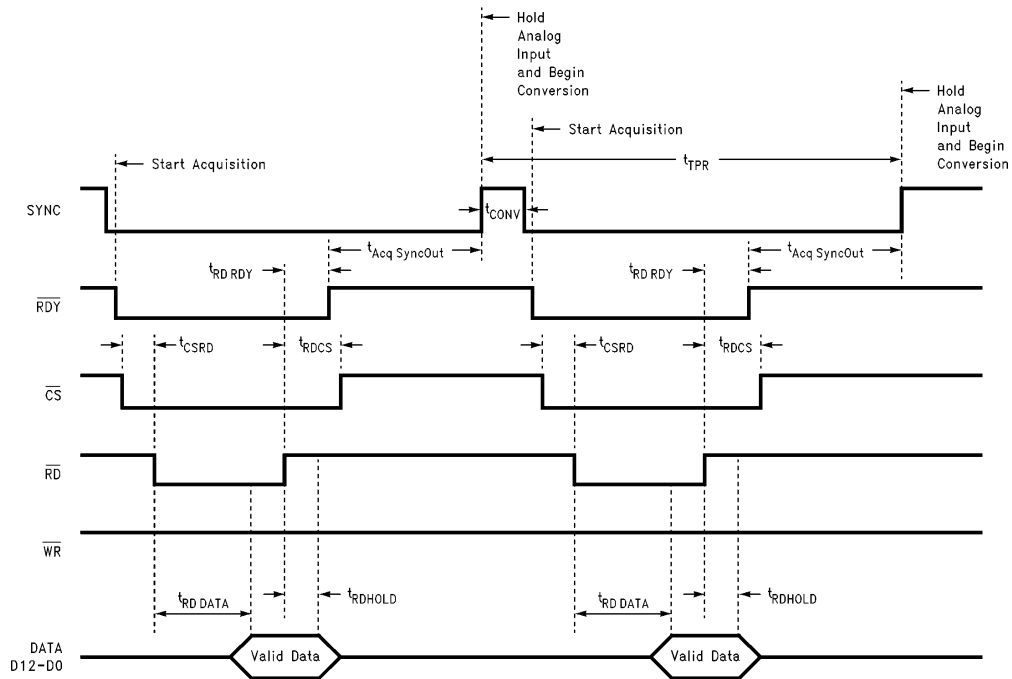 Hold
Analog
Input
and Begin
Conversion
Hold
Analog
Input
and Begin
Conversion
Start Acquisition
Start Acquisition
tTPR
SYNC
tCONV
tAcq SyncOut
tAcq SyncOut
tRD RDY
tRD RDY
RDY
tCSRD
tRDCS
tCSRD
tRDCS
CS
RD
WR
tRD DATA
tRDHOLD
tRD DATA
tRDHOLD
DATA
D12-D0
Valid Data
Valid Data